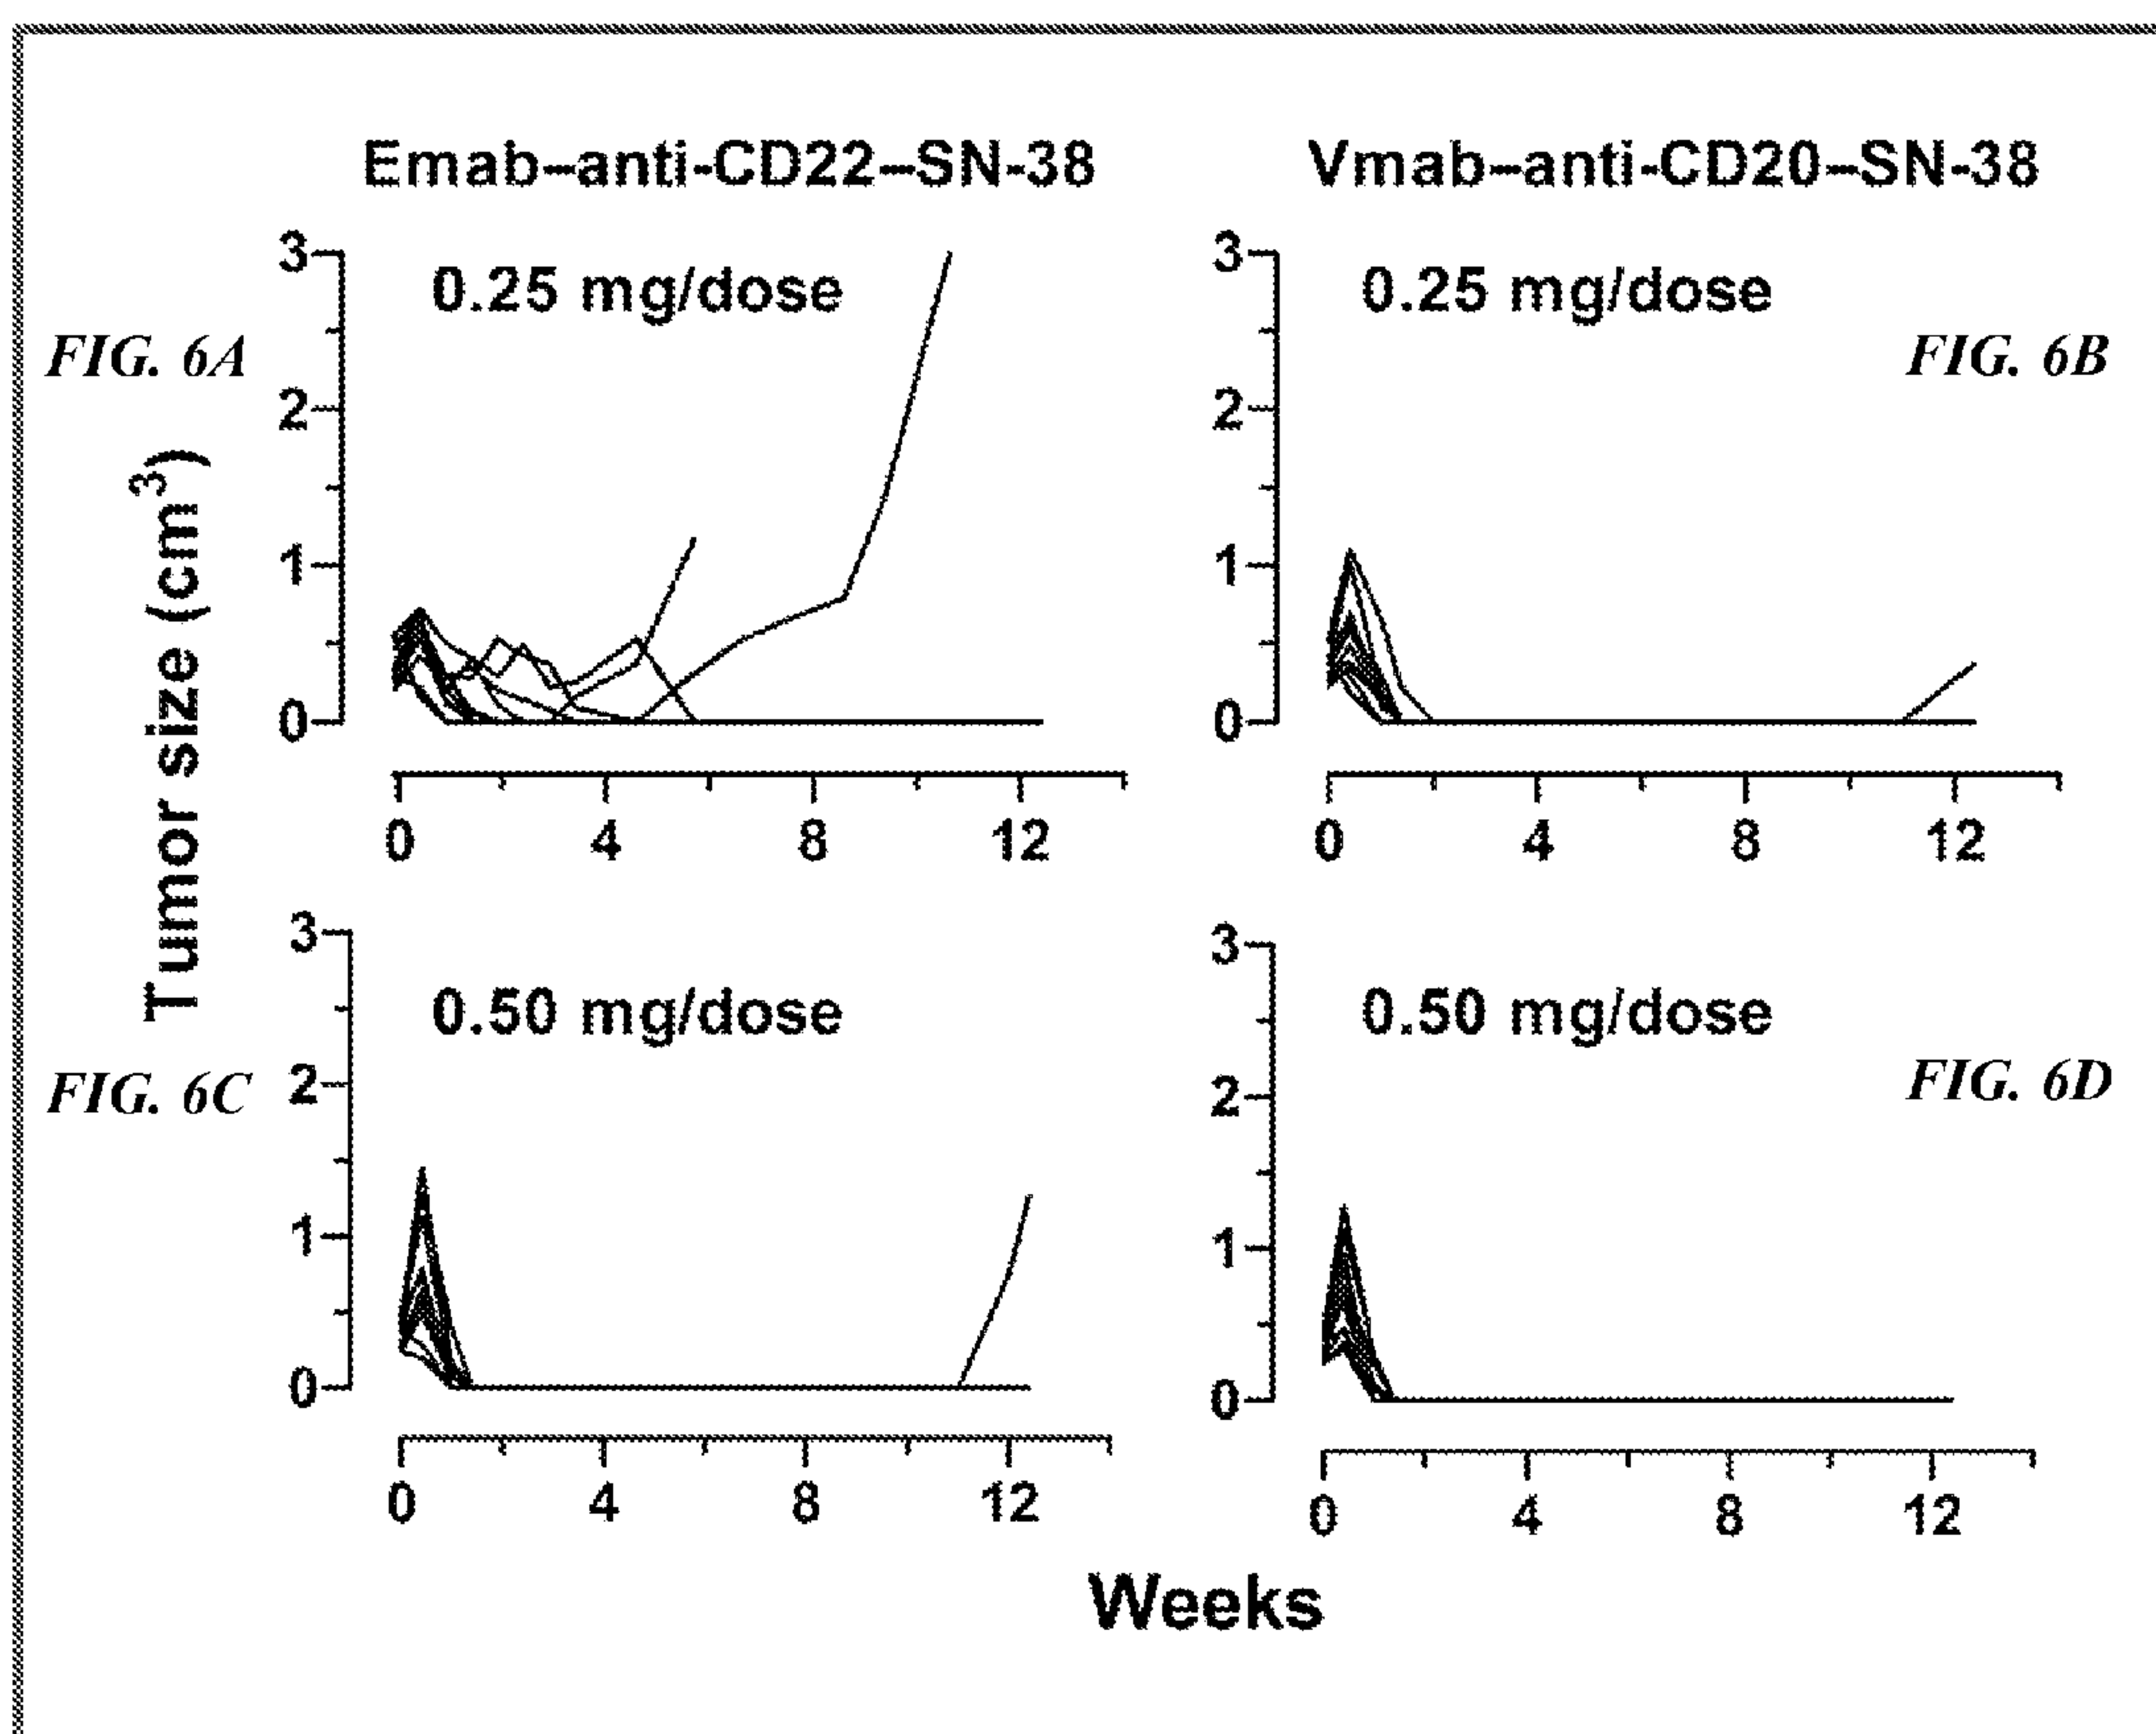 Emab–anti-CD22–SN-38
Vmab–anti-CD20–SN-38
FIG. 6A
0.25 mg/dose
3
2
1
0
0 4 8 12
0.25 mg/dose
FIG. 6B
3
2
1
0
0 4 8 12
Tumor size (cm³)
FIG. 6C
0.50 mg/dose
3
2
1
0
0 4 8 12
0.50 mg/dose
FIG. 6D
3
2
1
0
0 4 8 12
Weeks